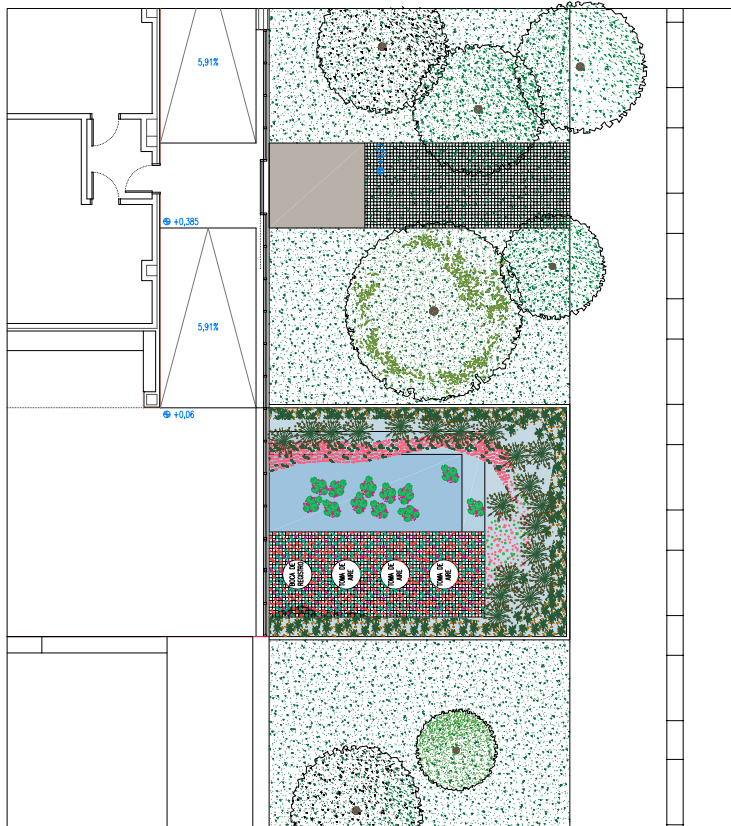 5,91%
+0,385
5,91%
+0,06
BOCA DE
REGISTRO
TOMA DE
AIRE
TOMA DE
AIRE
TOMA DE
AIRE